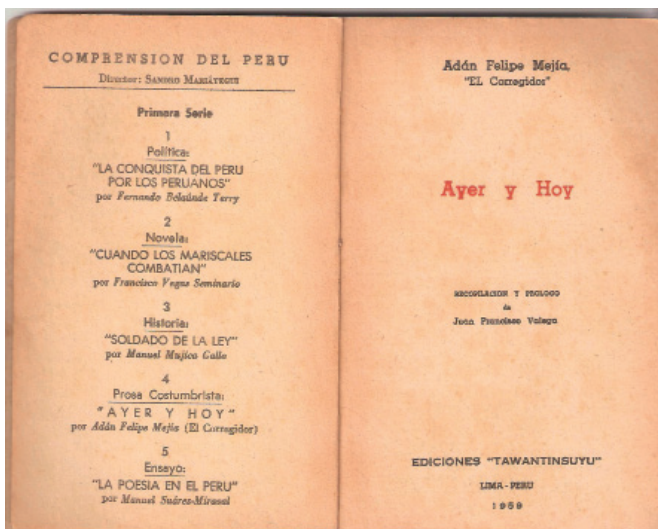 COMPRENSION DEL PERU
Director: SANDRO MARIÁTEGUI
Primera Serie
1
Política:
"LA CONQUISTA DEL PERU
POR LOS PERUANOS"
por Fernando Belaúnde Terry
2
Novela:
"CUANDO LOS MARISCALES
COMBATIAN"
por Francisco Vegas Seminario
3
Historia:
"SOLDADO DE LA LEY"
por Manuel Mujica Gallo
4
Prosa Costumbrista:
"AYER Y HOY"
por Adán Felipe Mejía (El Corregidor)
5
Ensayo:
"LA POESIA EN EL PERU"
por Manuel Suárez-Miraval
Adán Felipe Mejía,
"EL Corregidor"
Ayer y Hoy
RECOPILACION Y PROLOGO
de
Juan Francisco Valega
EDICIONES "TAWANTINSUYU"
LIMA - PERU
1959